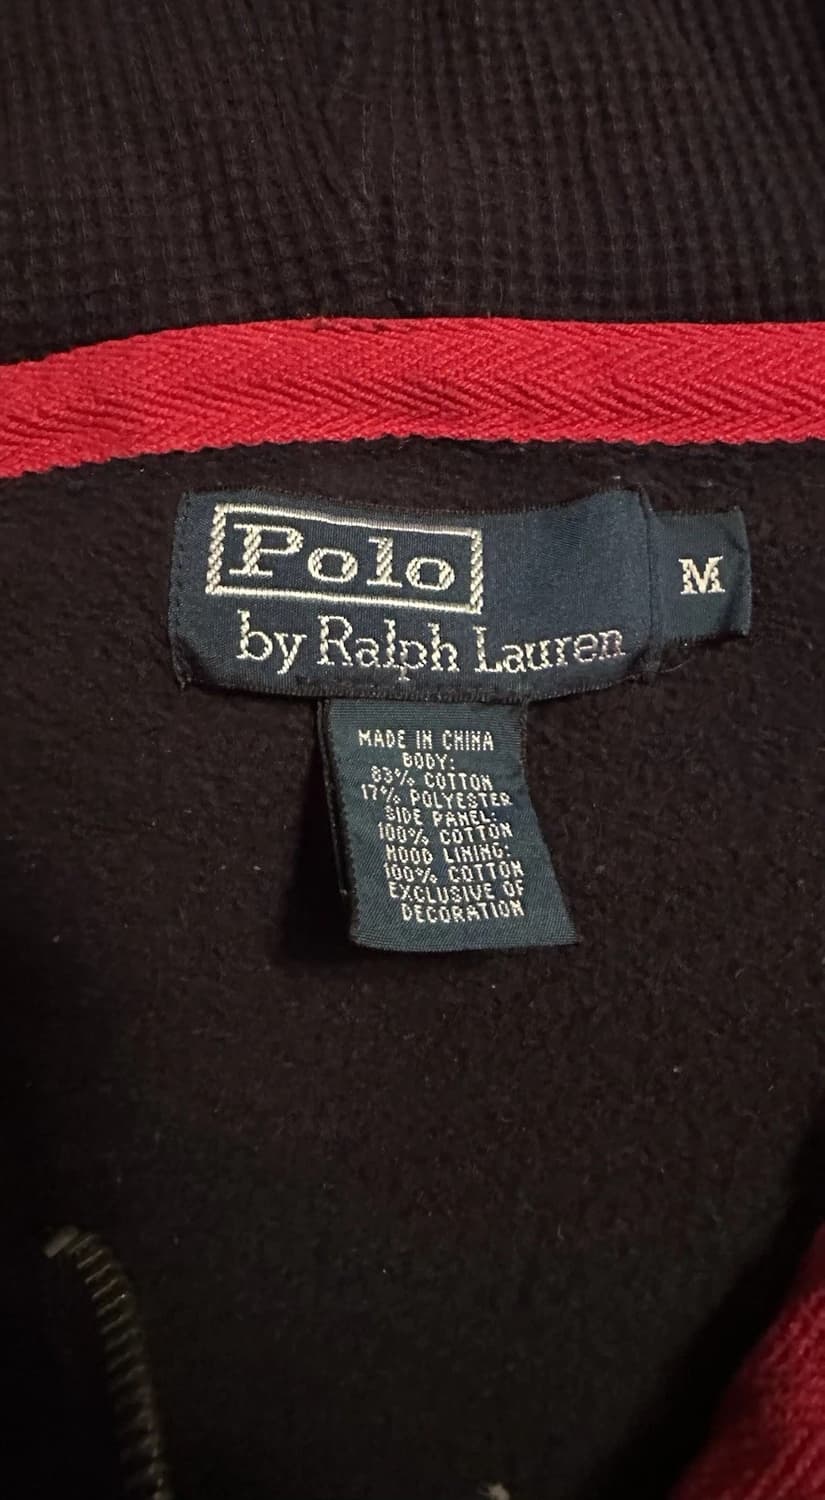 Polo
by Ralph Lauren
M
MADE IN CHINA
BODY:
83% COTTON
17% POLYESTER
SIDE PANEL:
100% COTTON
HOOD LINING:
100% COTTON
EXCLUSIVE OF
DECORATION